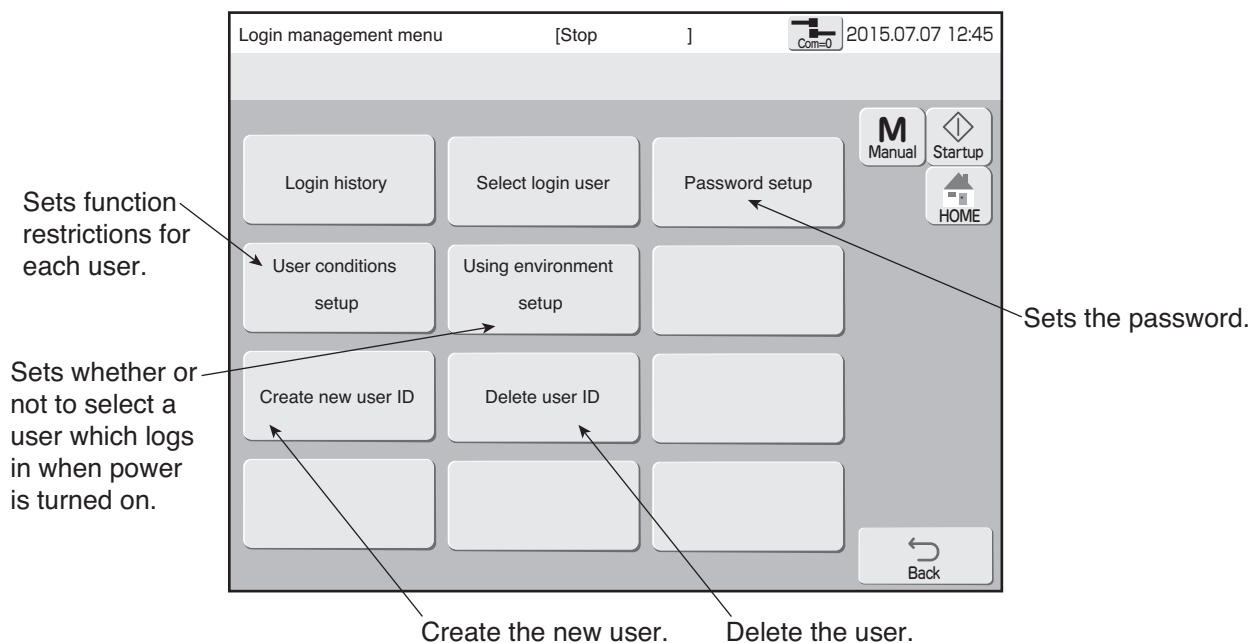 Login management menu [Stop ] Com=0 2015.07.07 12:45
M
Manual
Startup
HOME
Login history
Select login user
Password setup
User conditions
setup
Using environment
setup
Create new user ID
Delete user ID
Back
Sets function
restrictions for
each user.
Sets whether or
not to select a
user which logs
in when power
is turned on.
Sets the password.
Create the new user.
Delete the user.